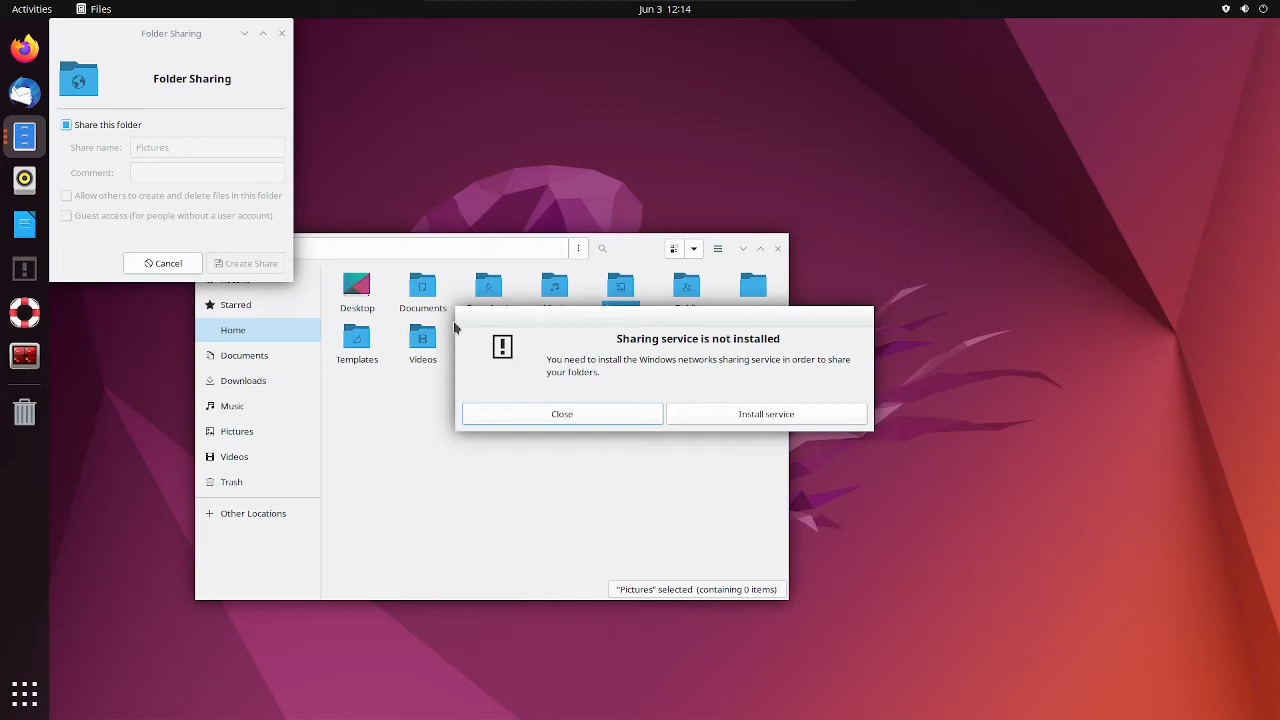 Activities
Files
Jun 3 12:14
Folder Sharing
Folder Sharing
Share this folder
Share name:
Pictures
Comment:
Allow others to create and delete files in this folder
Guest access (for people without a user account)
Cancel
Create Share
Desktop
Documents
Starred
Home
Documents
Downloads
Music
Pictures
Videos
Trash
Other Locations
Templates
Videos
Sharing service is not installed
You need to install the Windows networks sharing service in order to share
your folders.
Close
Install service
"Pictures" selected (containing 0 items)